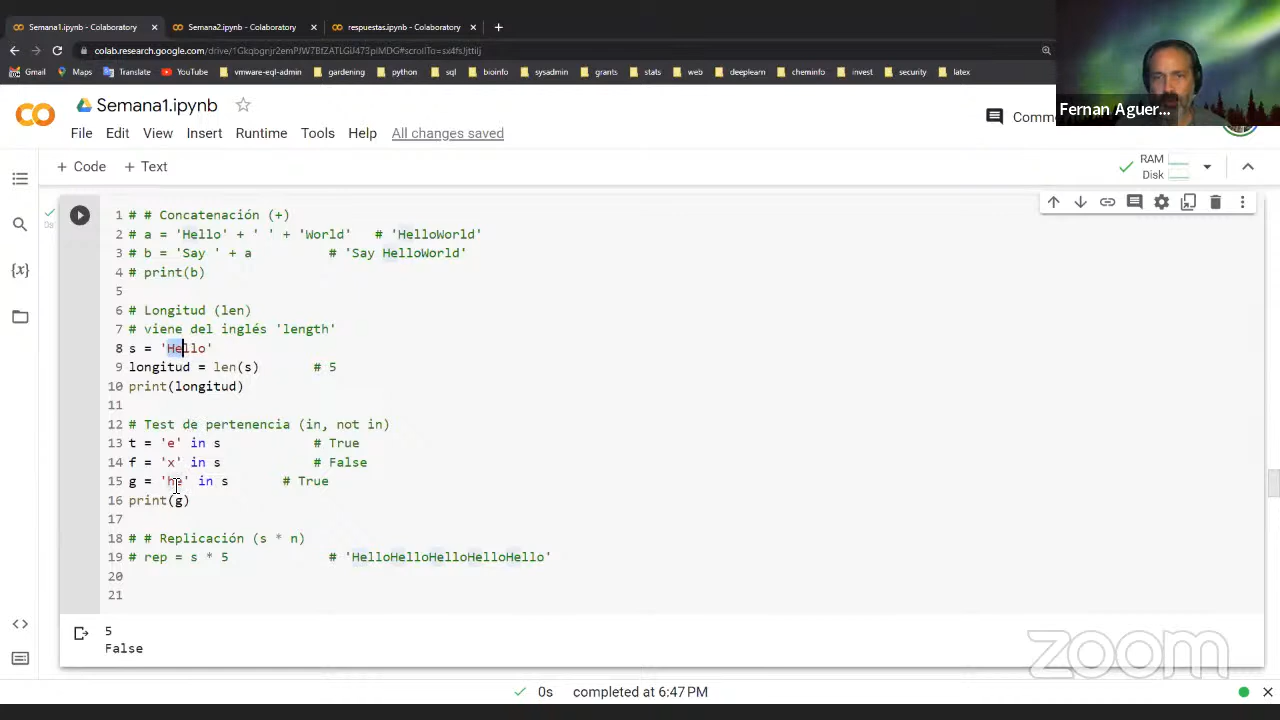 Semana1.ipynb - Colaboratory
Semana2.ipynb - Colaboratory
respuestas.ipynb - Colaboratory
Gmail Maps Translate YouTube vmware-eql-admin gardening python sql bioinfo sysadmin grants stats web deeplearn cheminfo invest security latex
Fernan Aguer...
Semana1.ipynb
File Edit View Insert Runtime Tools Help All changes saved
+ Code + Text
RAM
Disk
1 # # Concatenación (+)
2 # a = 'Hello' + ' ' + 'World' # 'HelloWorld'
3 # b = 'Say ' + a # 'Say HelloWorld'
4 # print(b)
5
6 # Longitud (len)
7 # viene del inglés 'length'
8 s = 'Hello'
9 longitud = len(s) # 5
10 print(longitud)
11
12 # Test de pertenencia (in, not in)
13 t = 'e' in s # True
14 f = 'x' in s # False
15 g = 'he' in s # True
16 print(g)
17
18 # # Replicación (s * n)
19 # rep = s * 5 # 'HelloHelloHelloHelloHello'
20
21
5
False
zoom
0s completed at 6:47 PM